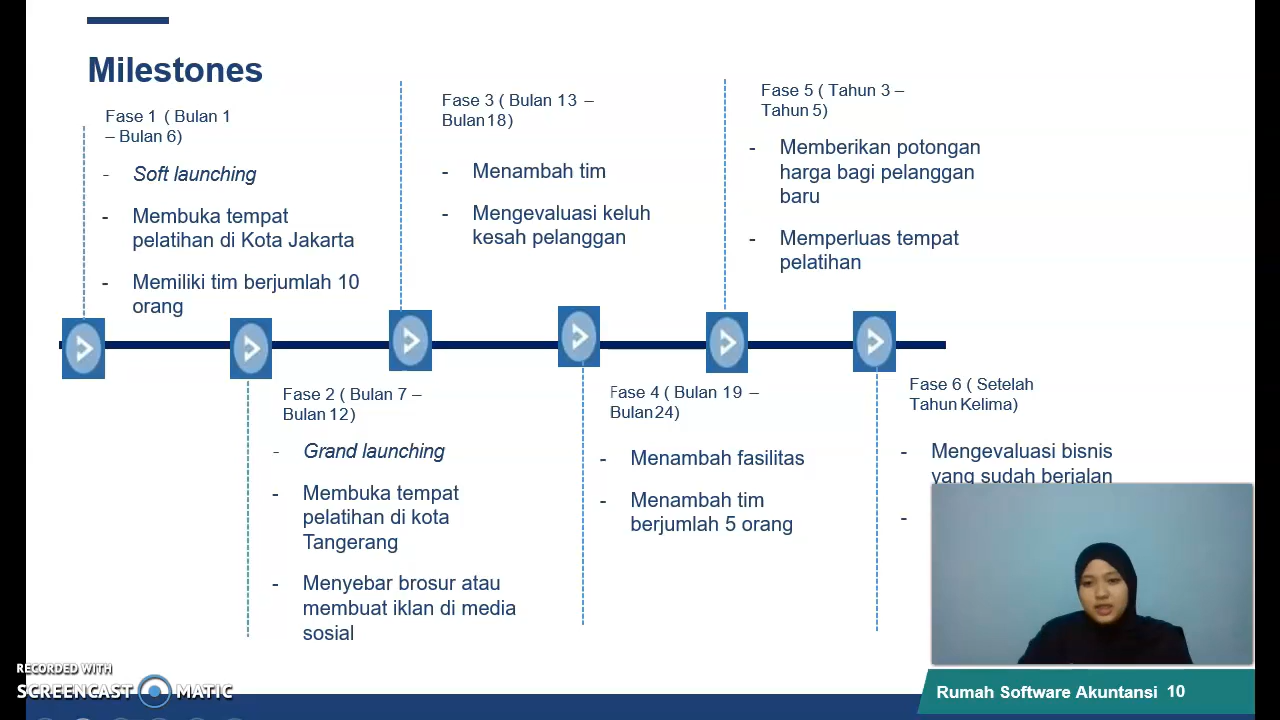 Milestones
Fase 1 ( Bulan 1
– Bulan 6)
- Soft launching
- Membuka tempat
pelatihan di Kota Jakarta
- Memiliki tim berjumlah 10
orang
Fase 2 ( Bulan 7 –
Bulan 12)
- Grand launching
- Membuka tempat
pelatihan di kota
Tangerang
- Menyebar brosur atau
membuat iklan di media
sosial
Fase 3 ( Bulan 13 –
Bulan 18)
- Menambah tim
- Mengevaluasi keluh
kesah pelanggan
Fase 4 ( Bulan 19 –
Bulan 24)
- Menambah fasilitas
- Menambah tim
berjumlah 5 orang
Fase 5 ( Tahun 3 –
Tahun 5)
- Memberikan potongan
harga bagi pelanggan
baru
- Memperluas tempat
pelatihan
Fase 6 ( Setelah
Tahun Kelima)
- Mengevaluasi bisnis
yang sudah berjalan
-
RECORDED WITH
SCREENCAST MATIC
Rumah Software Akuntansi 10